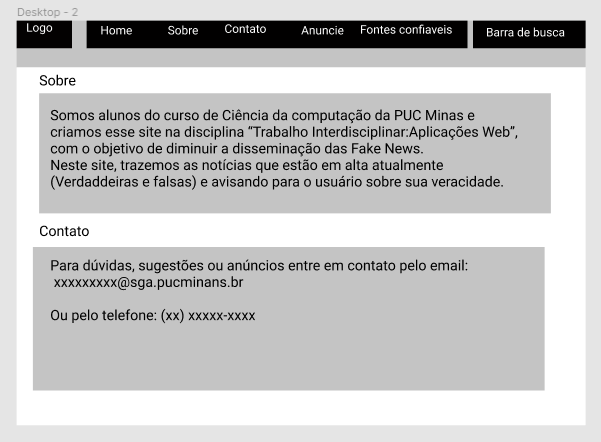 Desktop - 2
Logo
Home Sobre Contato Anuncie Fontes confiaveis Barra de busca
Sobre
Somos alunos do curso de Ciência da computação da PUC Minas e
criamos esse site na disciplina “Trabalho Interdisciplinar:Aplicações Web”,
com o objetivo de diminuir a disseminação das Fake News.
Neste site, trazemos as notícias que estão em alta atualmente
(Verdaddeiras e falsas) e avisando para o usuário sobre sua veracidade.
Contato
Para dúvidas, sugestões ou anúncios entre em contato pelo email:
xxxxxxxxx@sga.pucminans.br
Ou pelo telefone: (xx) xxxxx-xxxx